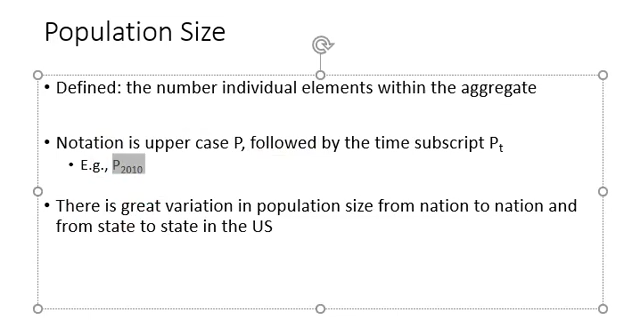 Population Size
• Defined: the number individual elements within the aggregate
• Notation is upper case P, followed by the time subscript Pₜ
• E.g., P₂₀₁₀
• There is great variation in population size from nation to nation and
from state to state in the US